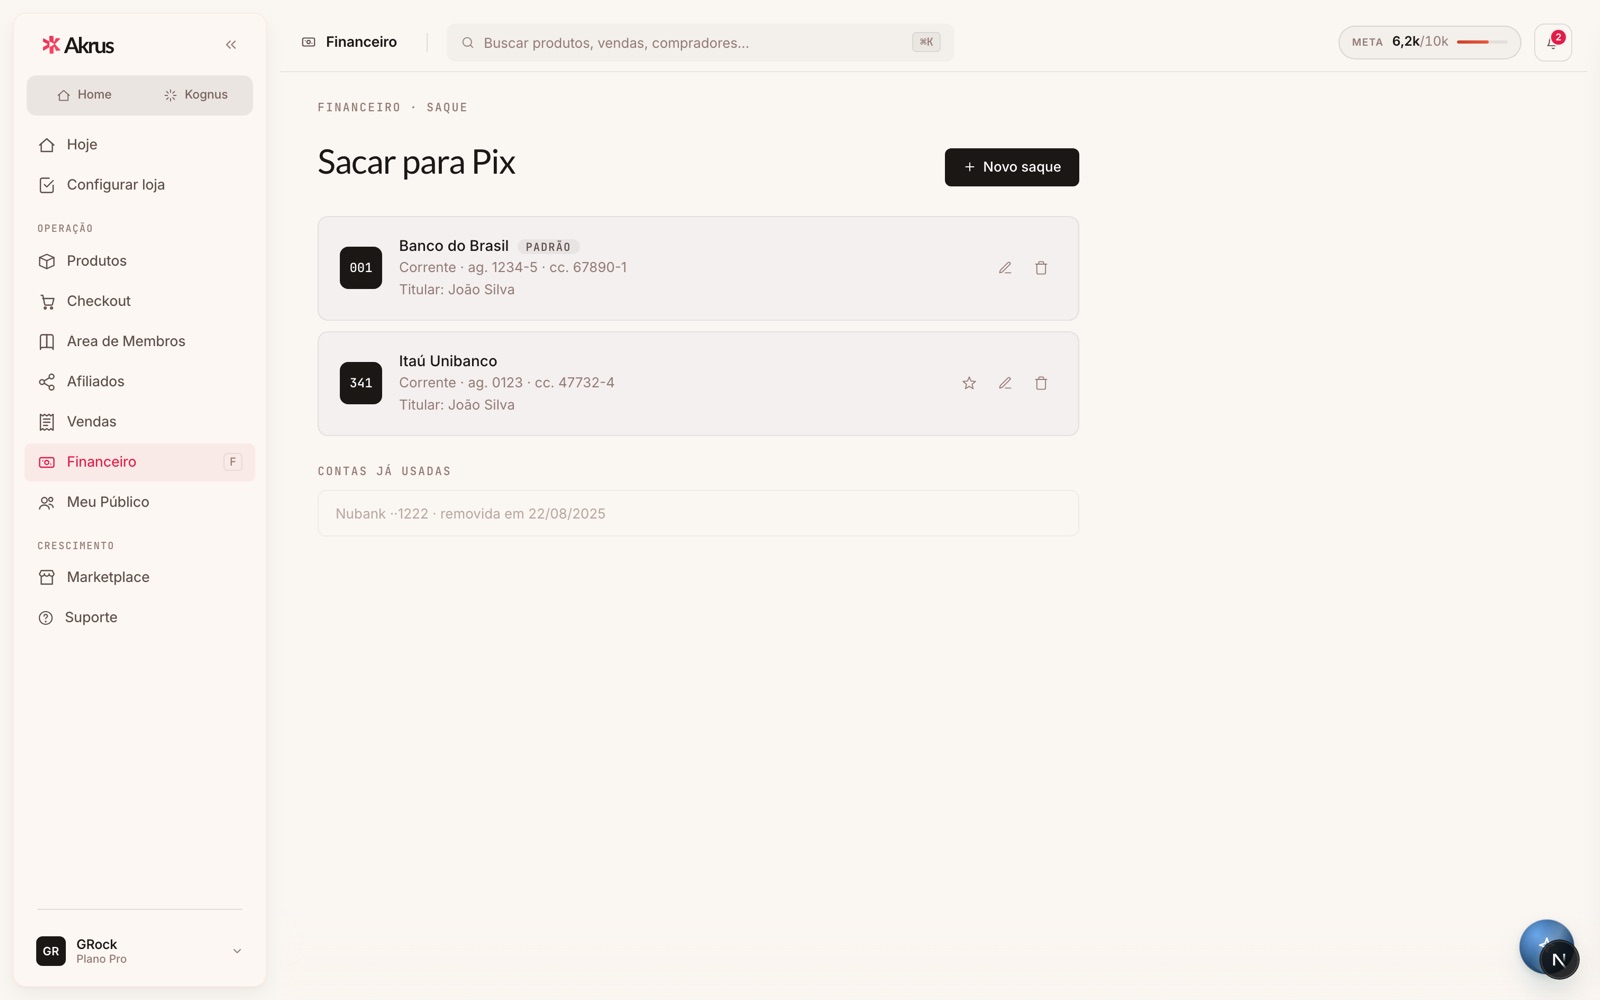 Akrus
Home
Kognus
Hoje
Configurar loja
OPERAÇÃO
Produtos
Checkout
Area de Membros
Afiliados
Vendas
Financeiro F
Meu Público
CRESCIMENTO
Marketplace
Suporte
GR
GRock
Plano Pro
Financeiro
Buscar produtos, vendas, compradores... ⌘K
META 6,2k/10k
2
FINANCEIRO · SAQUE
Sacar para Pix
+ Novo saque
001
Banco do Brasil PADRÃO
Corrente · ag. 1234-5 · cc. 67890-1
Titular: João Silva
341
Itaú Unibanco
Corrente · ag. 0123 · cc. 47732-4
Titular: João Silva
CONTAS JÁ USADAS
Nubank ··1222 · removida em 22/08/2025
N